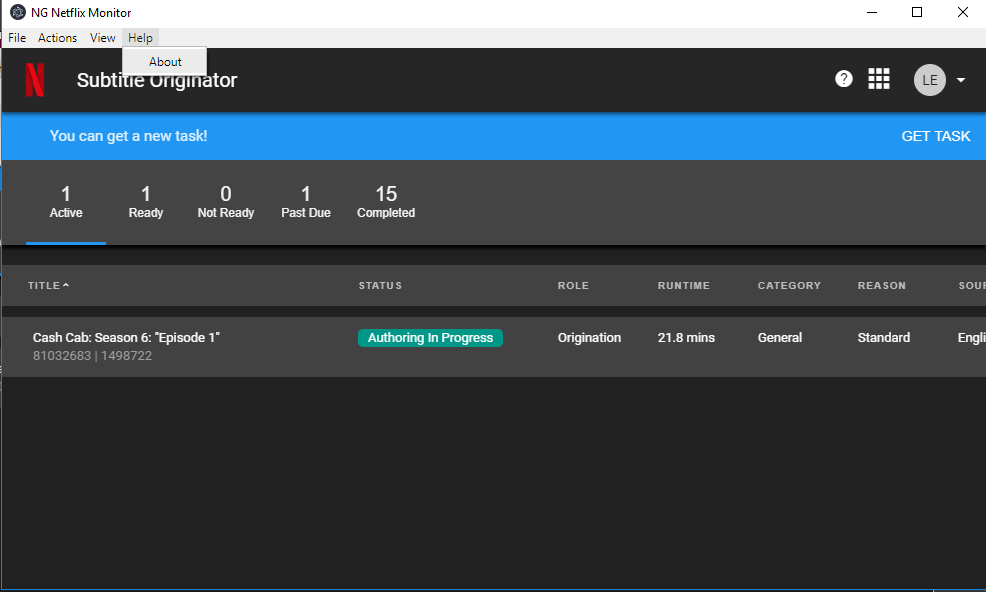 NG Netflix Monitor
File Actions View Help
About
Subtitle Originator
LE
You can get a new task! GET TASK
1 1 0 1 15
Active Ready Not Ready Past Due Completed
TITLE STATUS ROLE RUNTIME CATEGORY REASON SOUR
Cash Cab: Season 6: "Episode 1" Authoring In Progress Origination 21.8 mins General Standard Engli
81032683 | 1498722